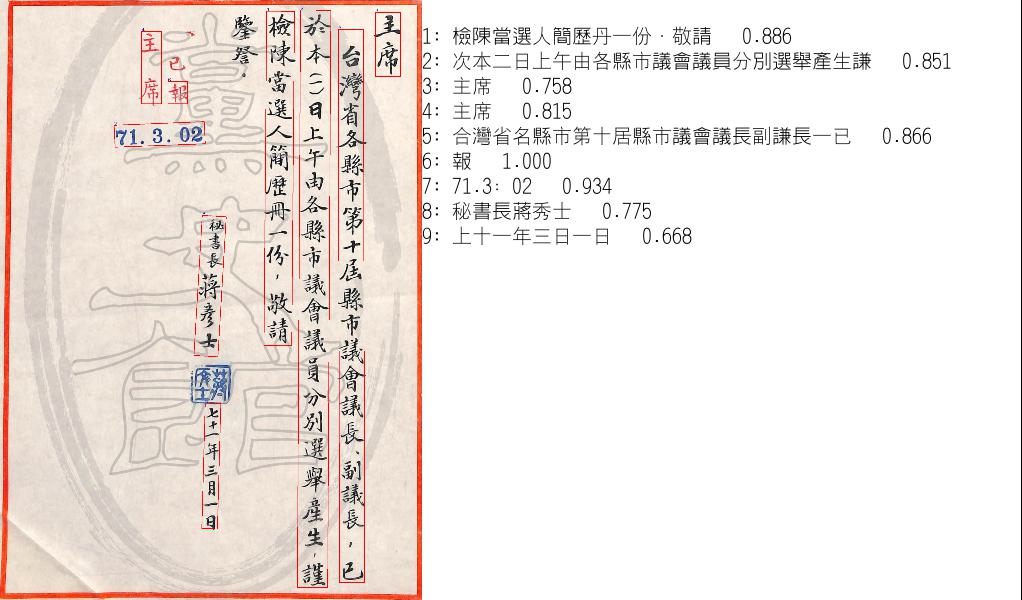 主席
台灣省各縣市第十屆縣市議會議長、副議長，已
於本(一)日上午由各縣市議會議員分別選舉產生，謹
檢陳當選人簡歷冊一份，敬請
鑒詧。
秘書長 蔣彥士
蔣彥士
七十一年三月一日
已報
主席
71.3.02
黨史館
1: 檢陳當選人簡歷丹一份‧敬請 0.886
2: 次本二日上午由各縣市議會議員分別選舉產生謙 0.851
3: 主席 0.758
4: 主席 0.815
5: 合灣省名縣市第十居縣市議會議長副謙長一已 0.866
6: 報 1.000
7: 71.3: 02 0.934
8: 秘書長蔣秀士 0.775
9: 上十一年三日一日 0.668